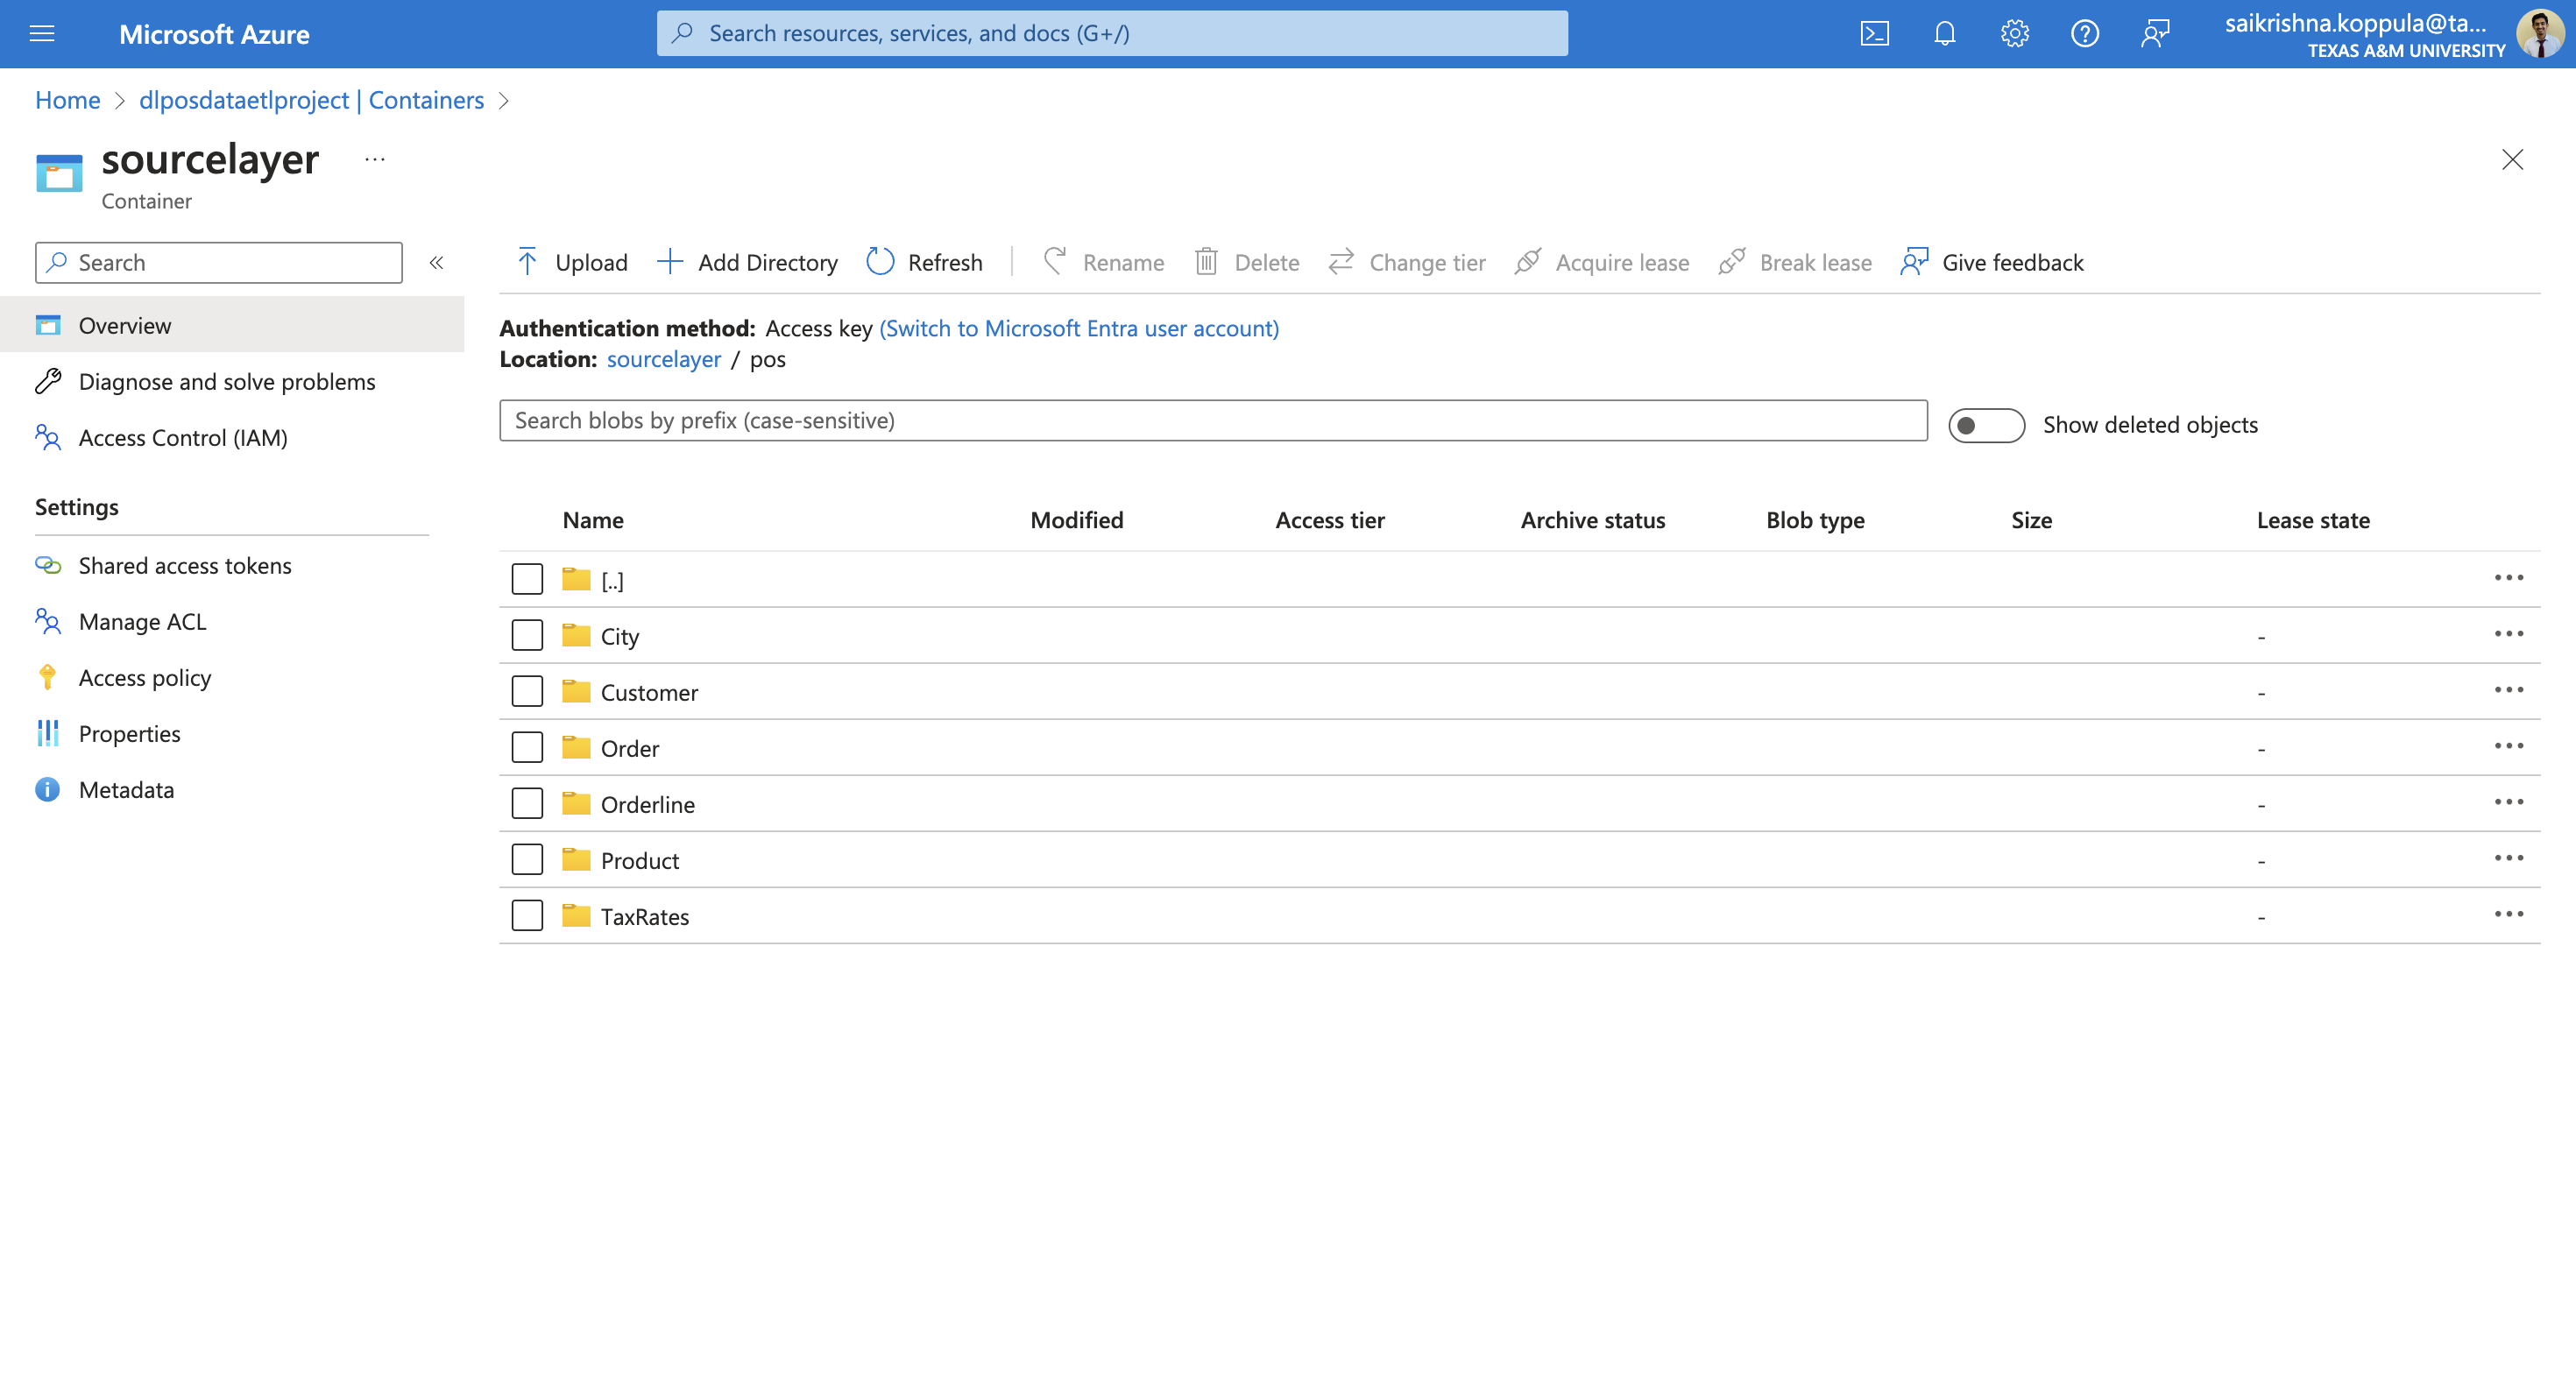 Microsoft Azure
Search resources, services, and docs (G+/)
saikrishna.koppula@ta...
TEXAS A&M UNIVERSITY
Home > dlposdataetlproject | Containers >
sourcelayer ...
Container
Search
«
Upload
Add Directory
Refresh
Rename
Delete
Change tier
Acquire lease
Break lease
Give feedback
Overview
Diagnose and solve problems
Access Control (IAM)
Settings
Shared access tokens
Manage ACL
Access policy
Properties
Metadata
Authentication method: Access key (Switch to Microsoft Entra user account)
Location: sourcelayer / pos
Search blobs by prefix (case-sensitive)
Show deleted objects
Name Modified Access tier Archive status Blob type Size Lease state
[..]
City -
Customer -
Order -
Orderline -
Product -
TaxRates -